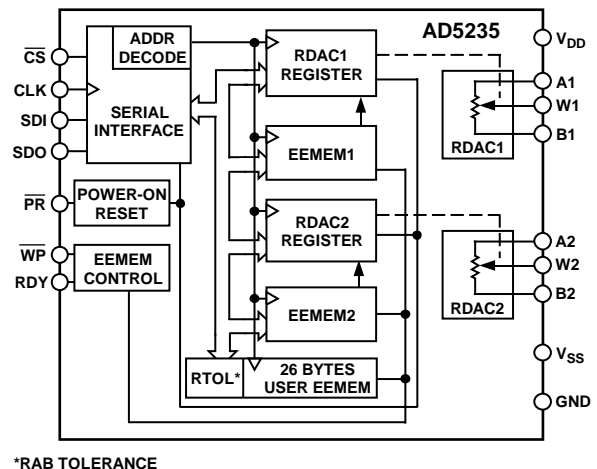 AD5235
ADDR
DECODE
SERIAL
INTERFACE
CS
CLK
SDI
SDO
PR
WP
RDY
POWER-ON
RESET
EEMEM
CONTROL
RDAC1
REGISTER
EEMEM1
RDAC2
REGISTER
EEMEM2
RTOL*
26 BYTES
USER EEMEM
RDAC1
RDAC2
VDD
A1
W1
B1
A2
W2
B2
VSS
GND
*RAB TOLERANCE